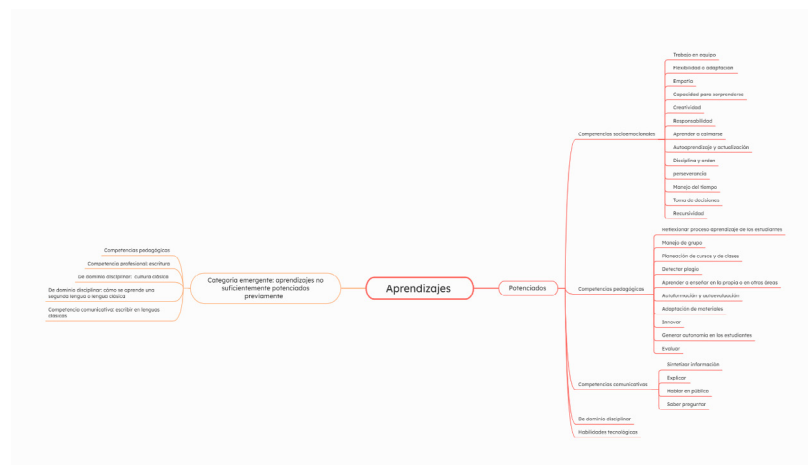 Aprendizajes
Categoría emergente: aprendizajes no
suficientemente potenciados
previamente
Competencias pedagógicas
Competencia profesional: escritura
De dominio disciplinar: cultura clásica
De dominio disciplinar: cómo se aprende una
segunda lengua o lengua clásica
Competencia comunicativa: escribir en lenguas
clásicas
Potenciados
Competencias socioemocionales
Trabajo en equipo
Flexibilidad o adaptación
Empatía
Capacidad para sorprenderse
Creatividad
Responsabilidad
Aprender a calmarse
Autoaprendizaje y actualización
Disciplina y orden
perseverancia
Manejo del tiempo
Toma de decisiones
Recursividad
Competencias pedagógicas
Reflexionar proceso aprendizaje de los estudiantes
Manejo de grupo
Planeación de cursos y de clases
Detectar plagio
Aprender a enseñar en la propia o en otras áreas
Autoformación y autoevaluación
Adaptación de materiales
Innovar
Generar autonomía en los estudiantes
Evaluar
Competencias comunicativas
Sintetizar información
Explicar
Hablar en público
Saber preguntar
De dominio disciplinar
Habilidades tecnológicas